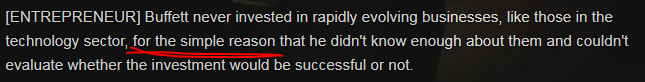 [ENTREPRENEUR] Buffett never invested in rapidly evolving businesses, like those in the
technology sector, for the simple reason that he didn't know enough about them and couldn't
evaluate whether the investment would be successful or not.